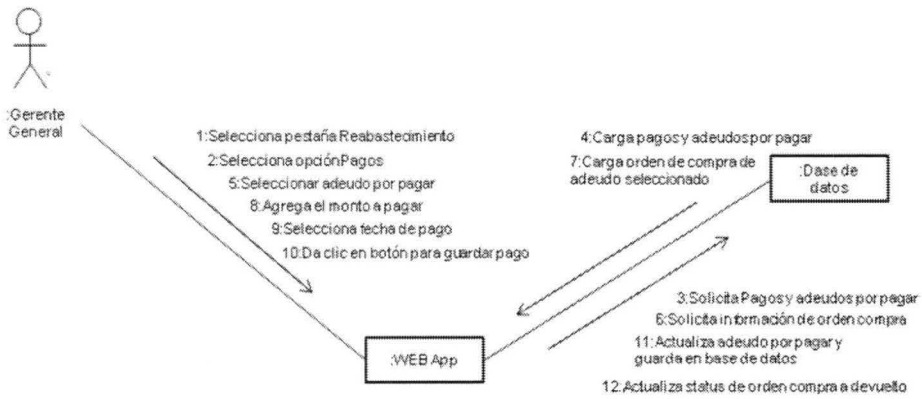 :Gerente
General
1:Selecciona pestaña Reabastecimiento
2:Selecciona opción Pagos
5:Seleccionar adeudo por pagar
8:Agrega el monto a pagar
9:Selecciona fecha de pago
10:Da clic en botón para guardar pago
4:Carga pagos y adeudos por pagar
7:Carga orden de compra de
adeudo seleccionado
:Dase de
datos
3:Solicita Pagos y adeudos por pagar
6:Solicita información de orden compra
11:Actualiza adeudo por pagar y
guarda en base de datos
12:Actualiza status de orden compra a devuelto
:WEB App